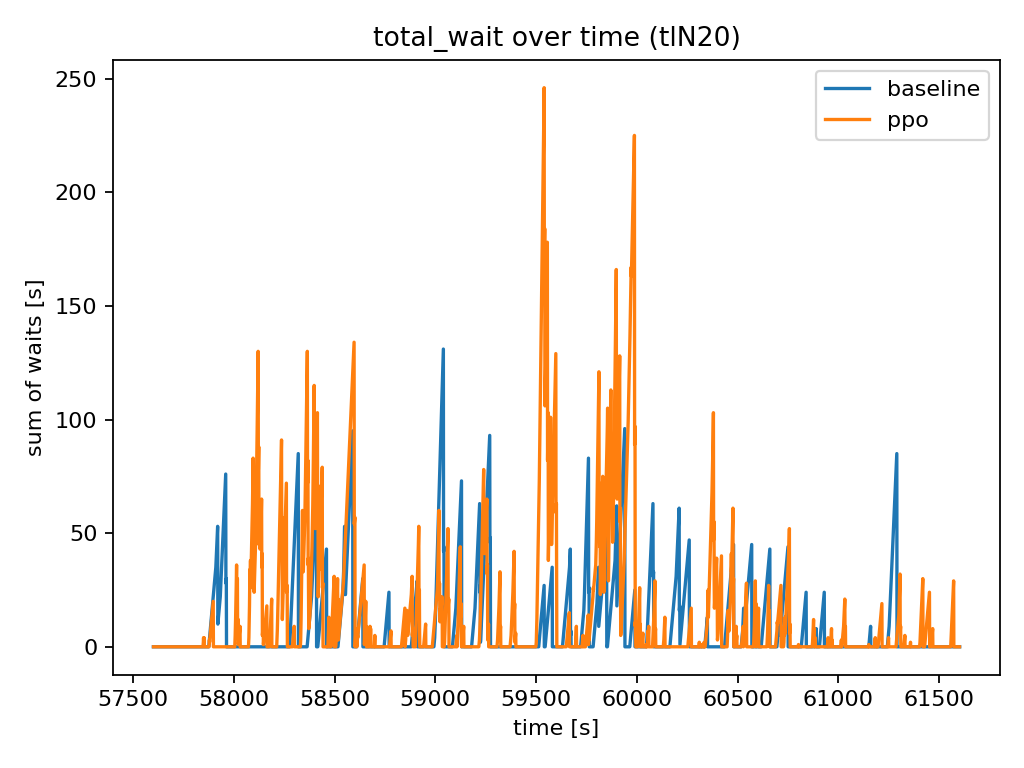 total_wait over time (tlN20)
baseline
ppo
250
200
150
100
50
0
sum of waits [s]
57500 58000 58500 59000 59500 60000 60500 61000 61500
time [s]